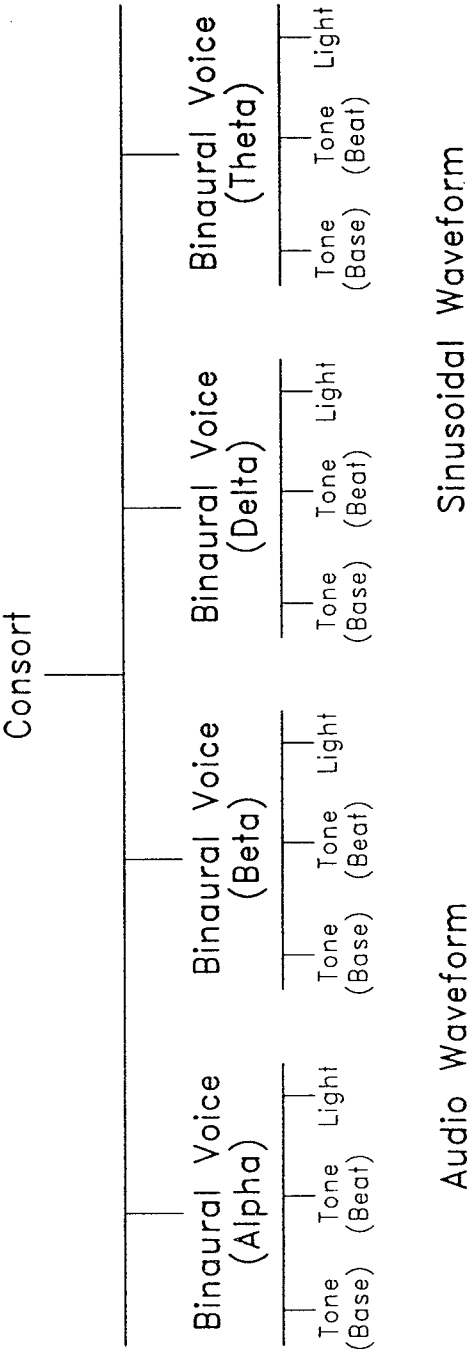 Consort
Binaural Voice
(Alpha)
Binaural Voice
(Beta)
Binaural Voice
(Delta)
Binaural Voice
(Theta)
Tone
(Base)
Tone
(Beat)
Light
Tone
(Base)
Tone
(Beat)
Light
Tone
(Base)
Tone
(Beat)
Light
Tone
(Base)
Tone
(Beat)
Light
Audio Waveform
Sinusoidal Waveform